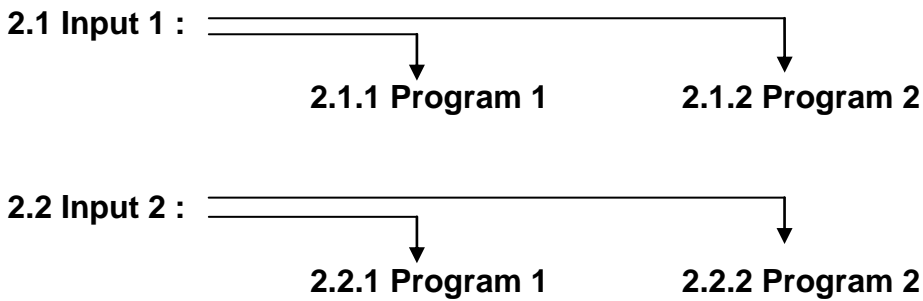 2.1 Input 1 :
2.1.1 Program 1 2.1.2 Program 2
2.2 Input 2 :
2.2.1 Program 1 2.2.2 Program 2